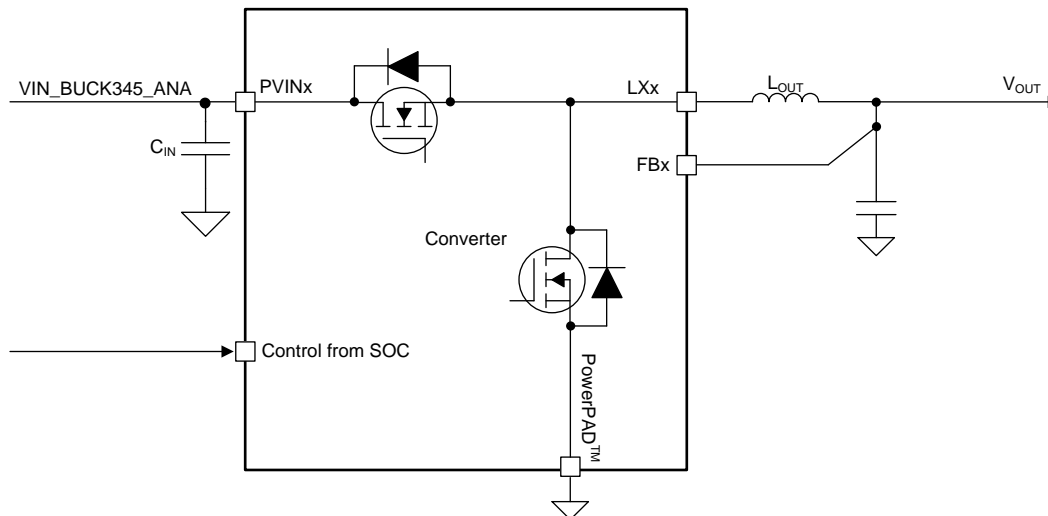 VIN_BUCK345_ANA
PVINx
LXx
LOUT
VOUT
CIN
FBx
Converter
Control from SOC
PowerPAD™